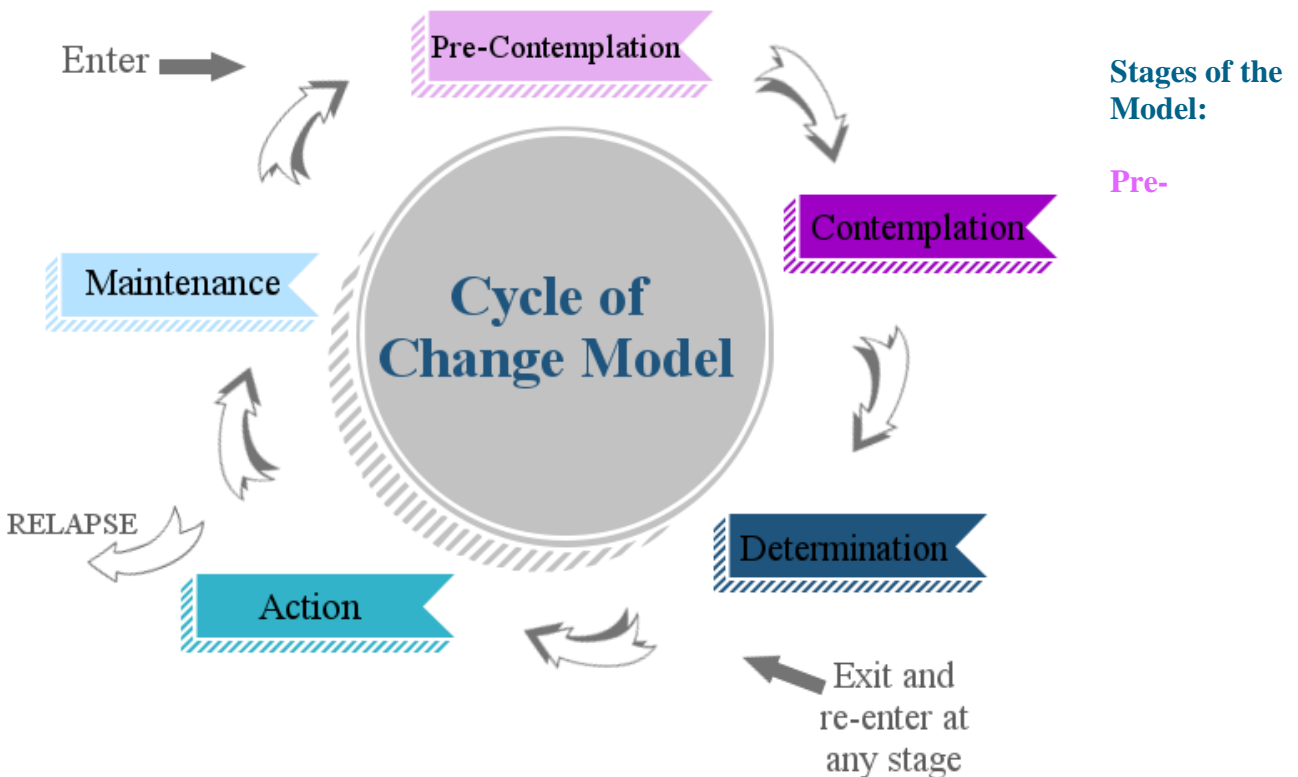 Enter
Pre-Contemplation
Stages of the
Model:
Pre-
Contemplation
Maintenance
Cycle of
Change Model
RELAPSE
Determination
Action
Exit and
re-enter at
any stage